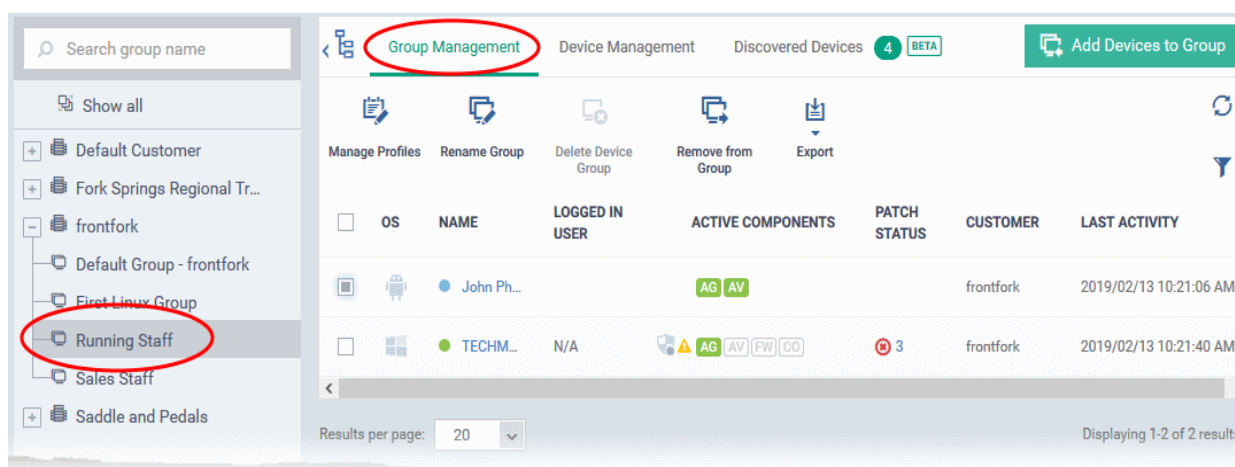 Search group name
Show all
Default Customer
Fork Springs Regional Tr...
frontfork
Default Group - frontfork
First Linux Group
Running Staff
Sales Staff
Saddle and Pedals
Group Management
Device Management
Discovered Devices 4 BETA
Add Devices to Group
Manage Profiles
Rename Group
Delete Device
Group
Remove from
Group
Export
OS
NAME
LOGGED IN
USER
ACTIVE COMPONENTS
PATCH
STATUS
CUSTOMER
LAST ACTIVITY
John Ph... AG AV frontfork 2019/02/13 10:21:06 AM
TECHM... N/A AG AV FW CO 3 frontfork 2019/02/13 10:21:40 AM
Results per page: 20
Displaying 1-2 of 2 results